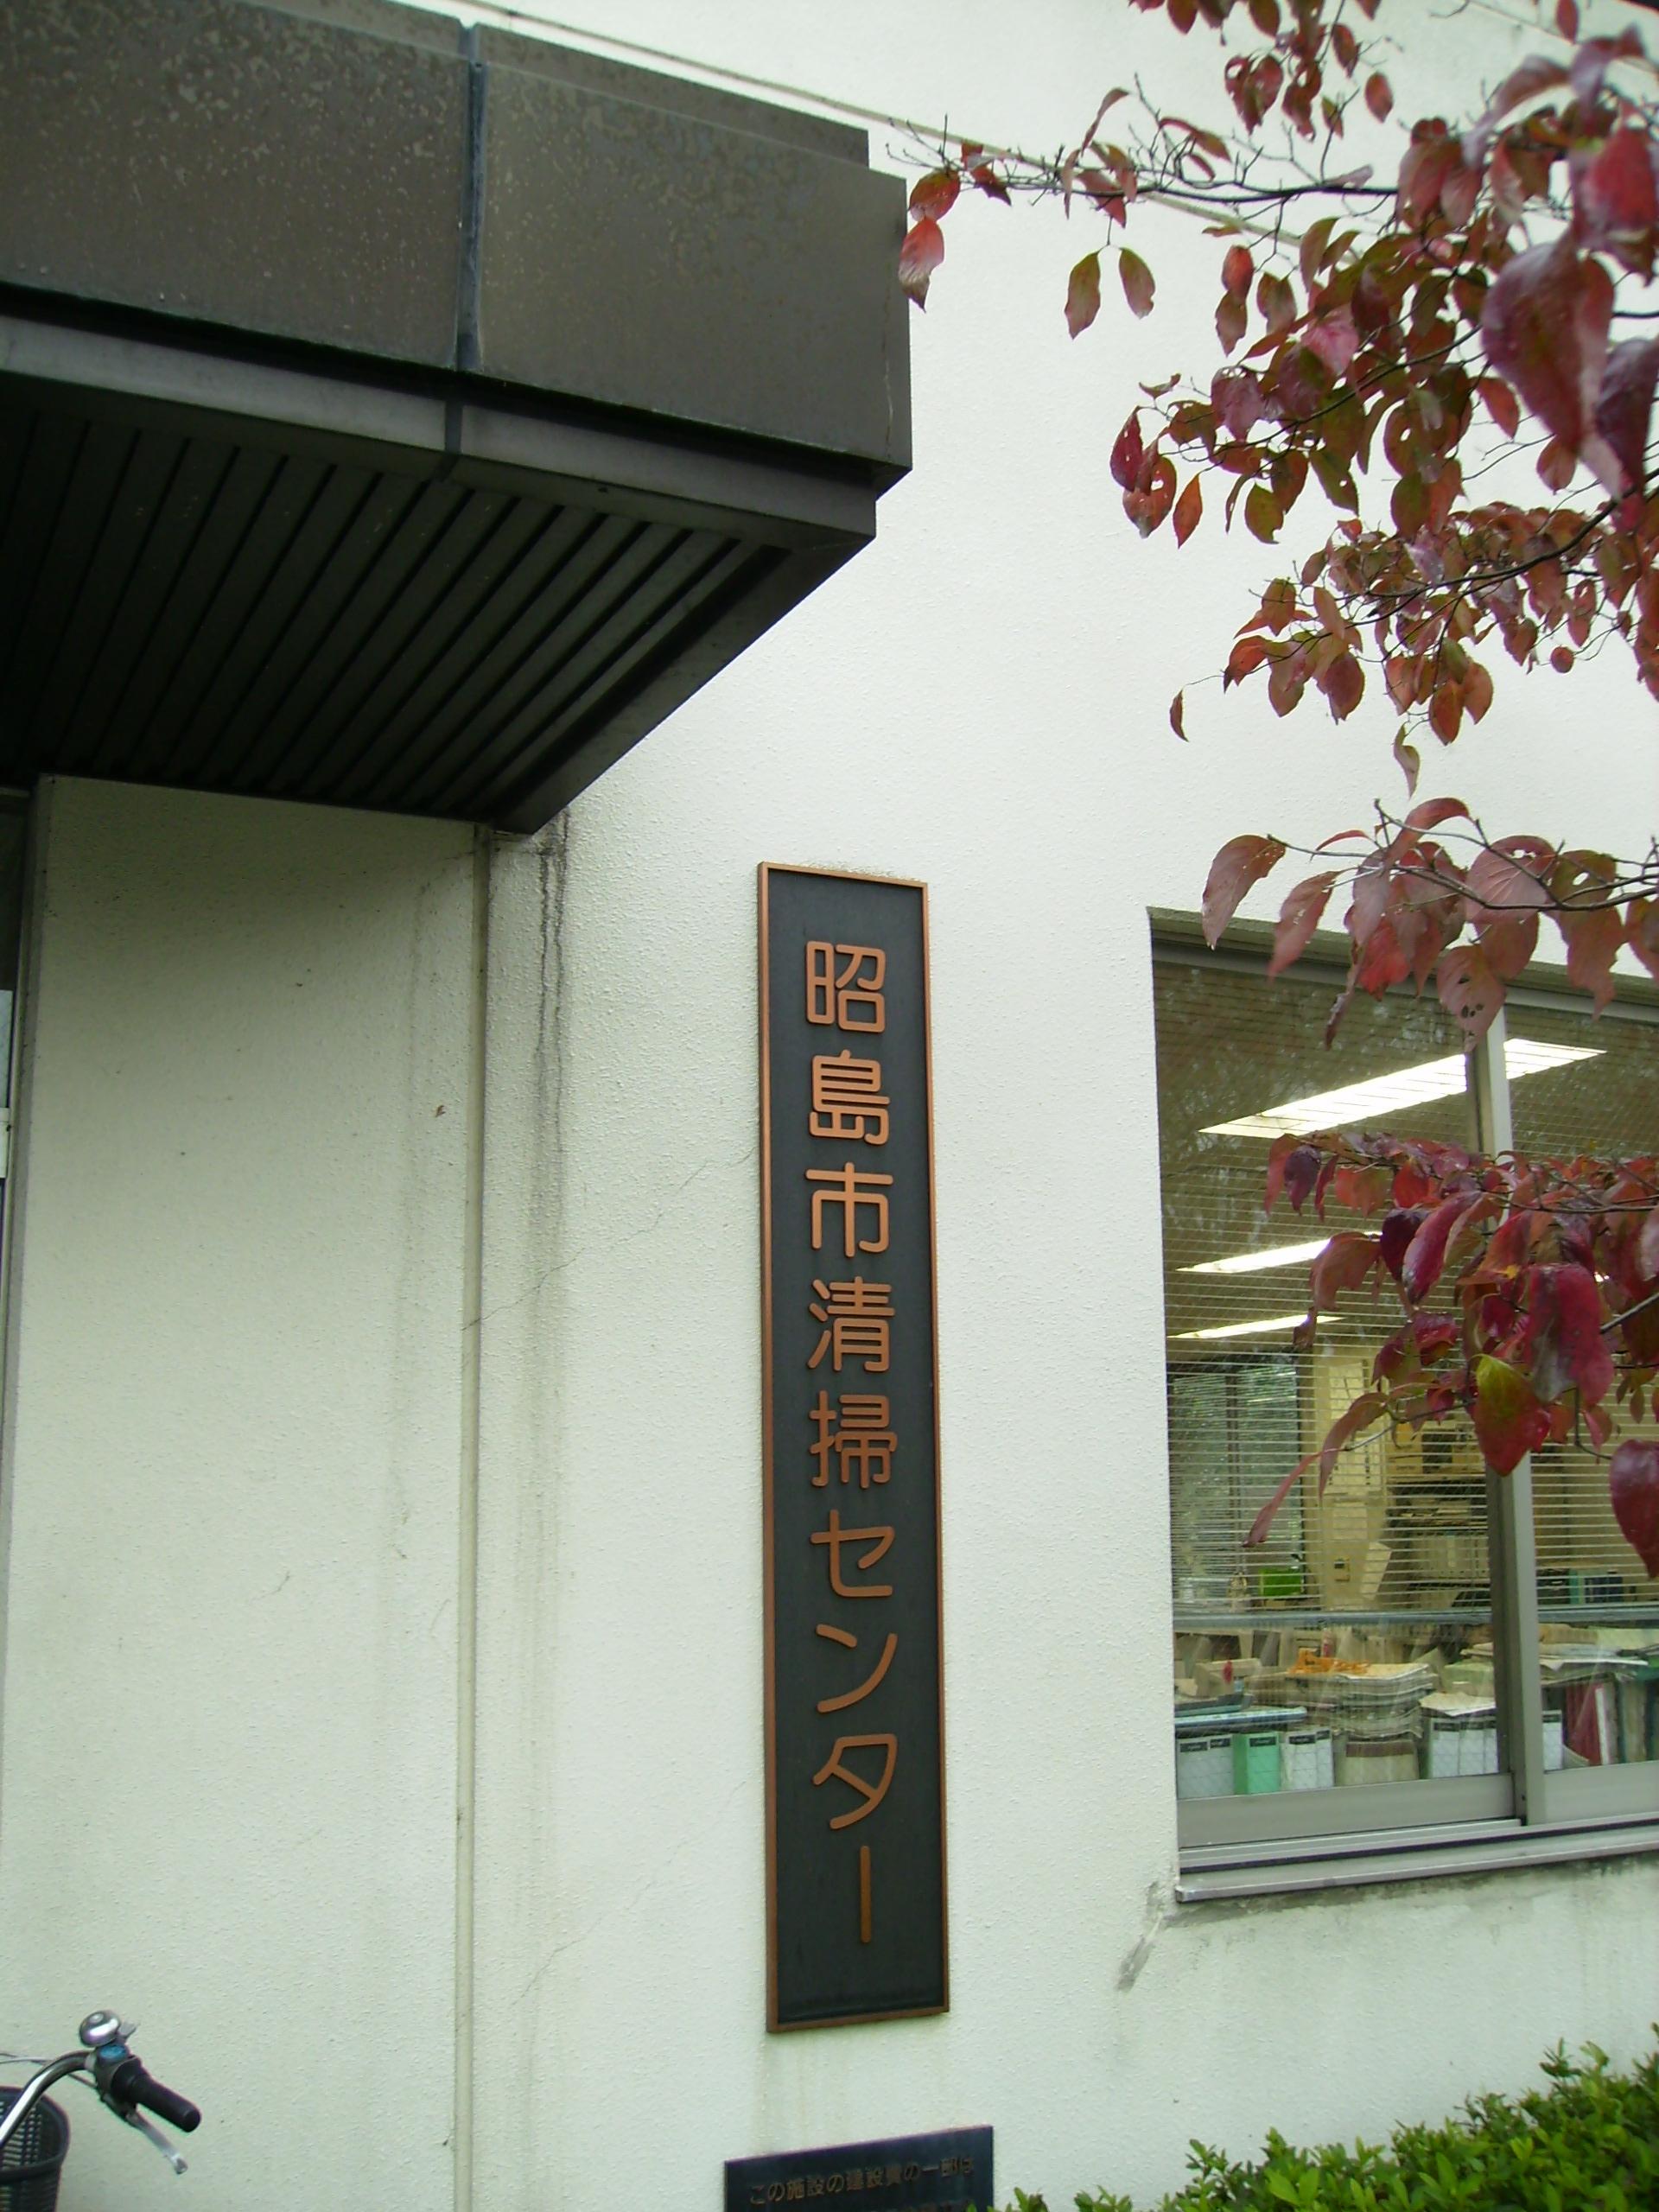 昭島市清掃センター
この施設の建設費の一部は